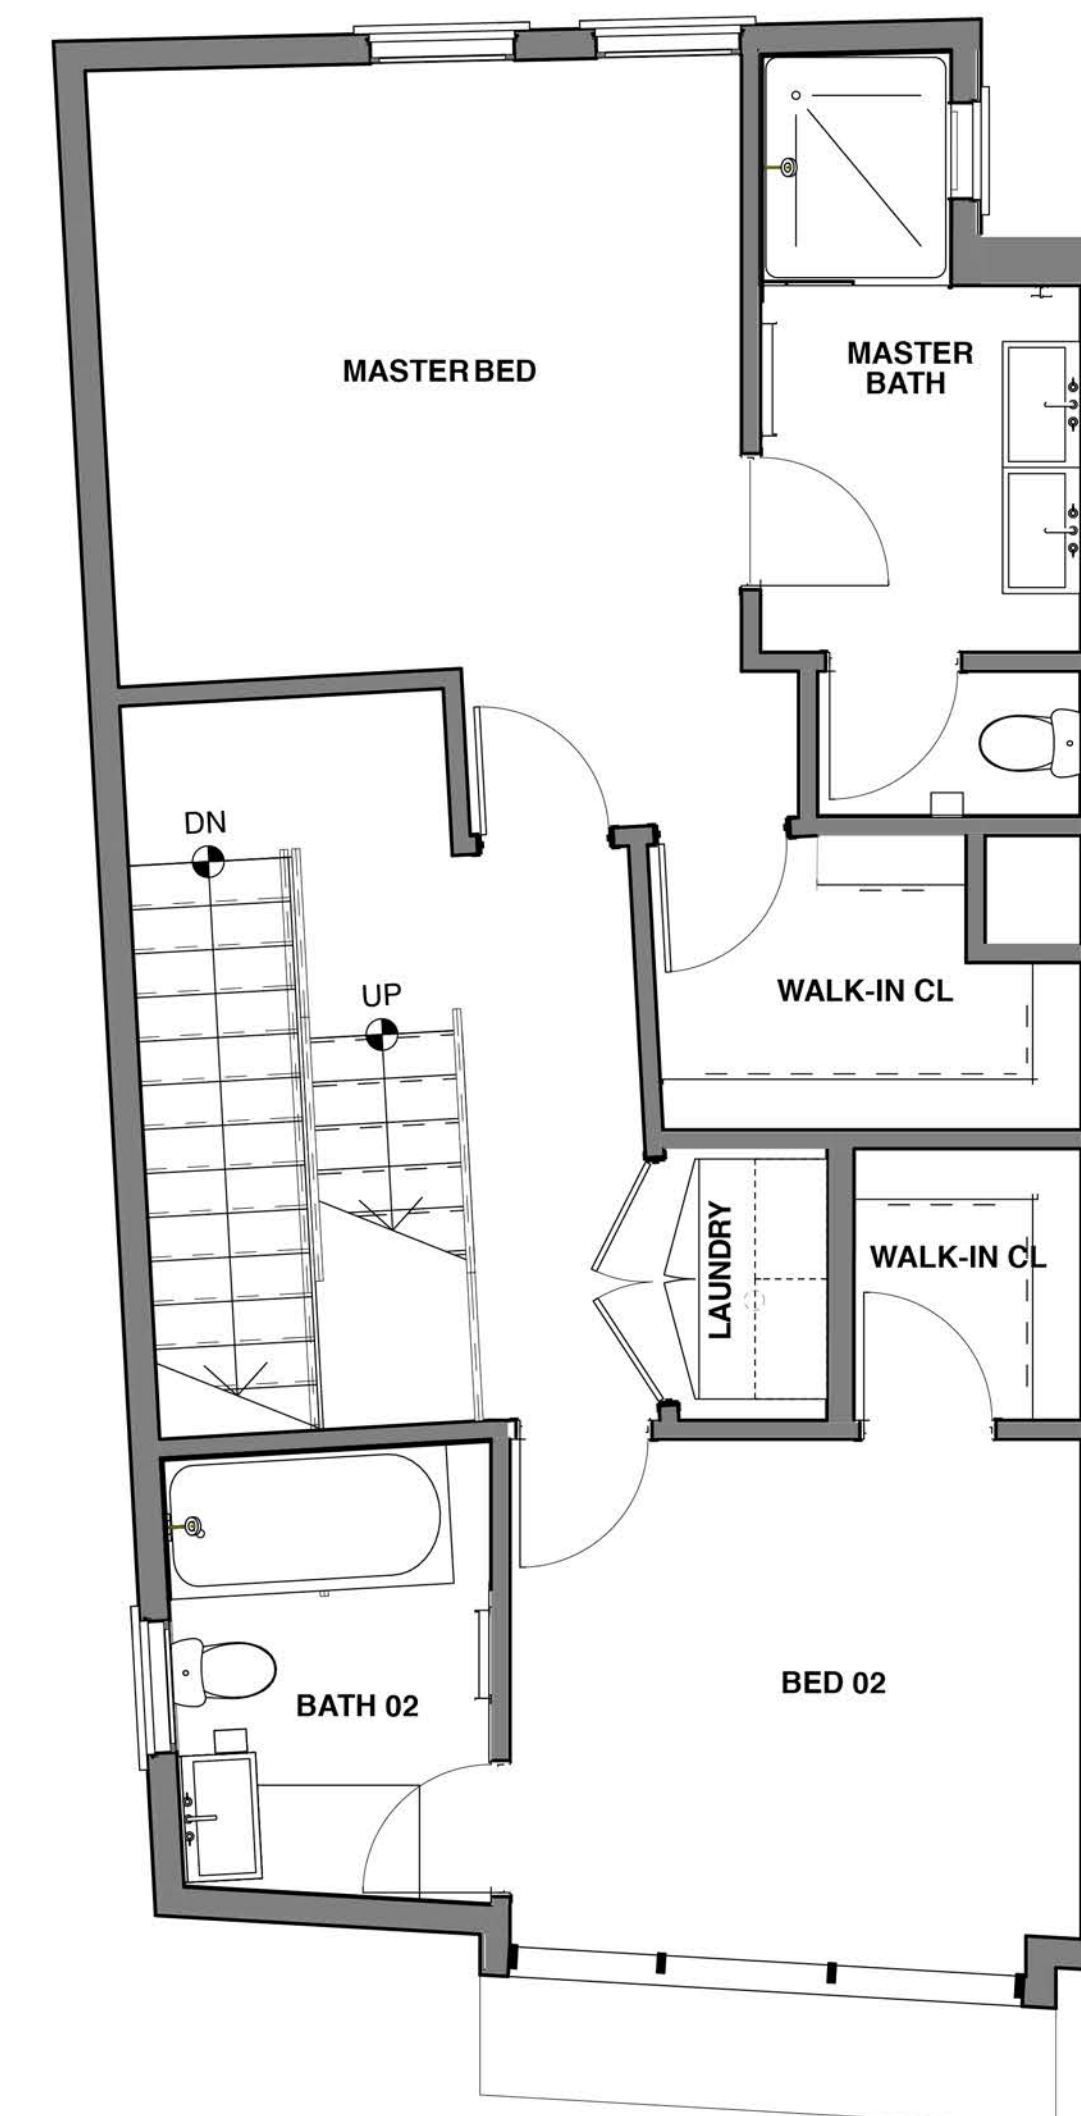 MASTER BED
MASTER
BATH
DN
UP
WALK-IN CL
LAUNDRY
WALK-IN CL
BATH 02
BED 02